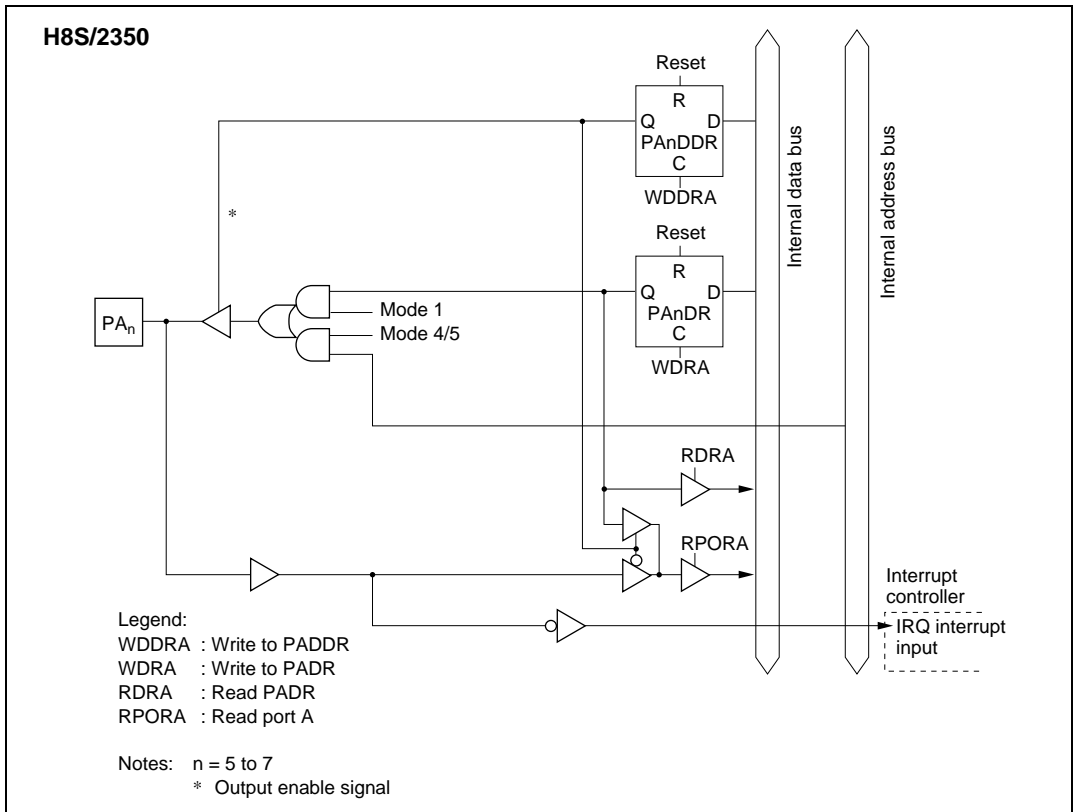 H8S/2350
Reset
R
Q D
PAnDDR
C
WDDRA
*
Reset
R
Q D
PAnDR
C
WDRA
Mode 1
Mode 4/5
PAn
Internal data bus
Internal address bus
RDRA
RPORA
Interrupt
controller
IRQ interrupt
input
Legend:
WDDRA : Write to PADDR
WDRA : Write to PADR
RDRA : Read PADR
RPORA : Read port A
Notes: n = 5 to 7
* Output enable signal